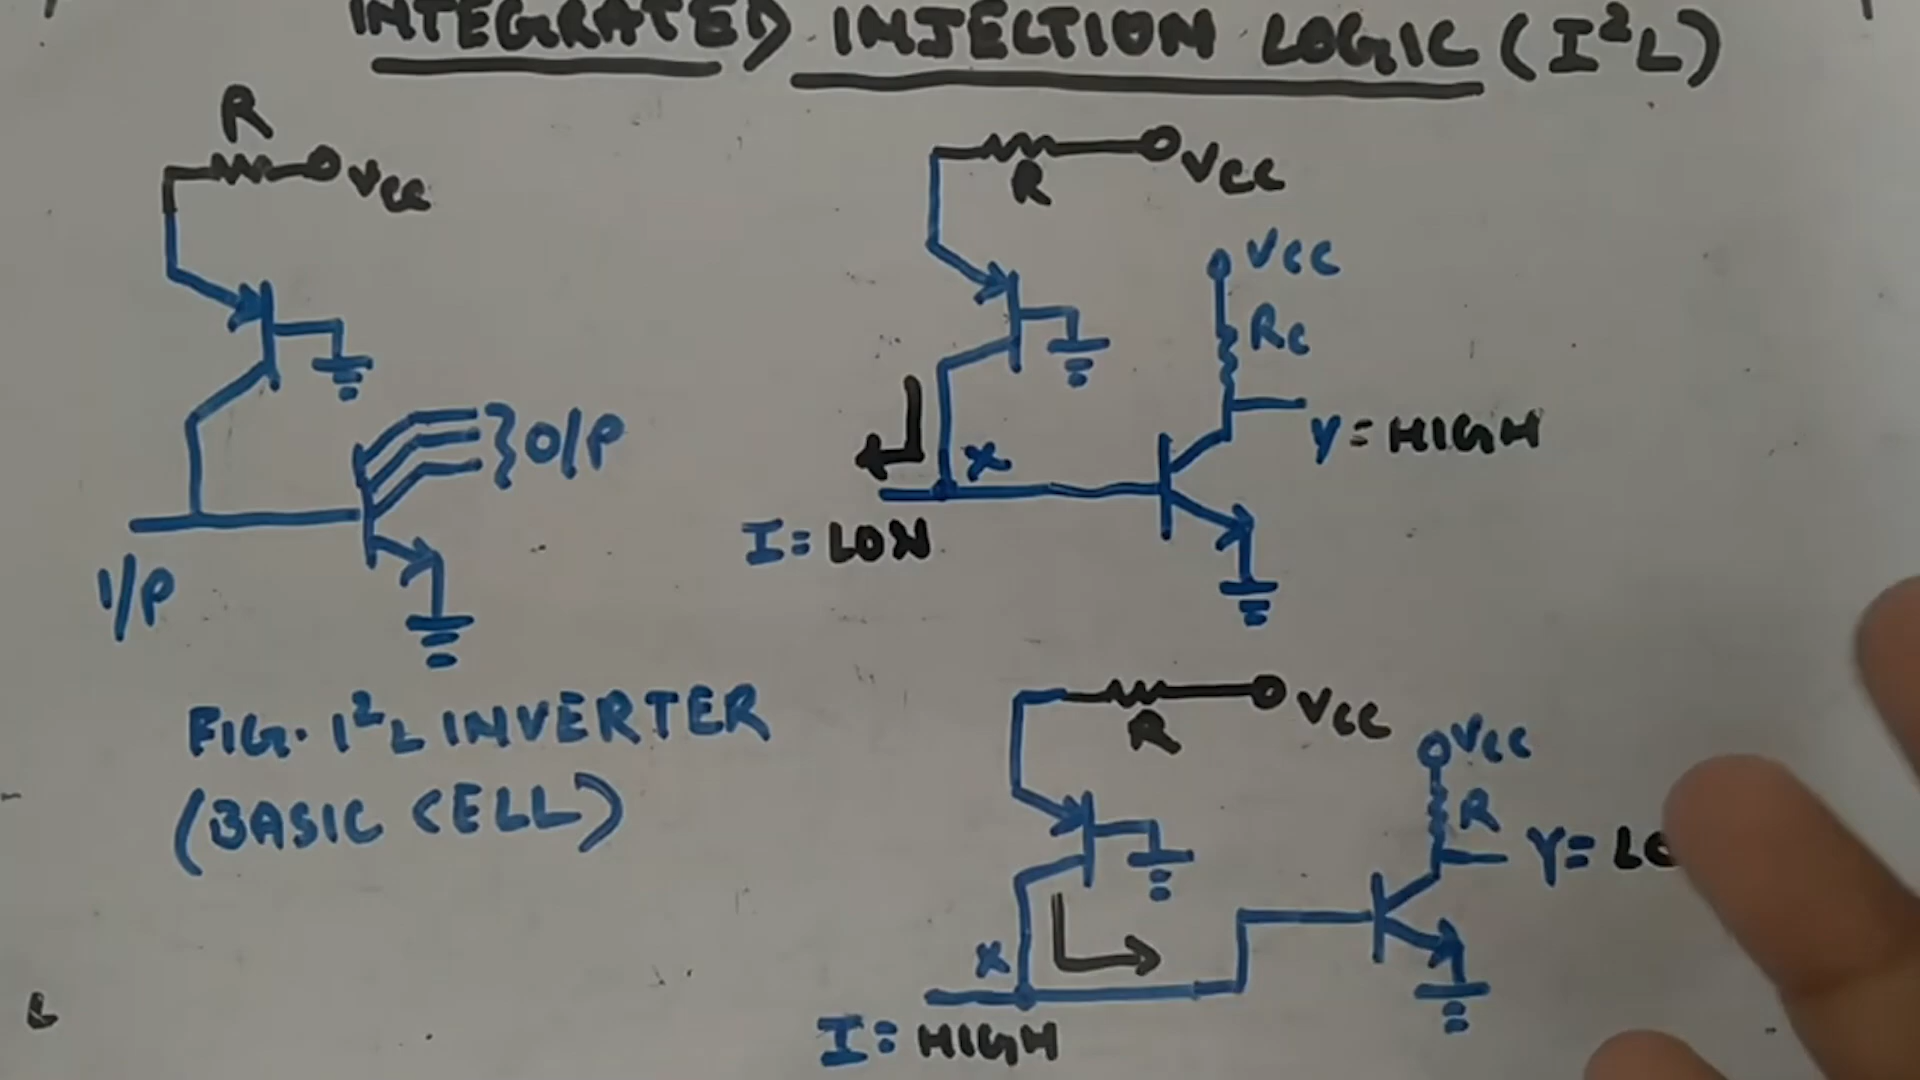 INTEGRATED INJECTION LOGIC (I²L)
R
VCC
O/P
I/P
FIG. I²L INVERTER
(BASIC CELL)
R
VCC
VCC
RC
X
Y = HIGH
I = LOW
R
VCC
VCC
R
Y =
X
I = HIGH